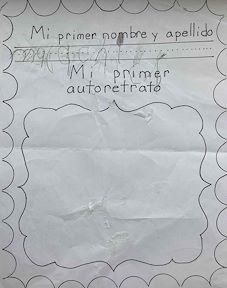 Mi primer nombre y apellido
Mi primer
autoretrato